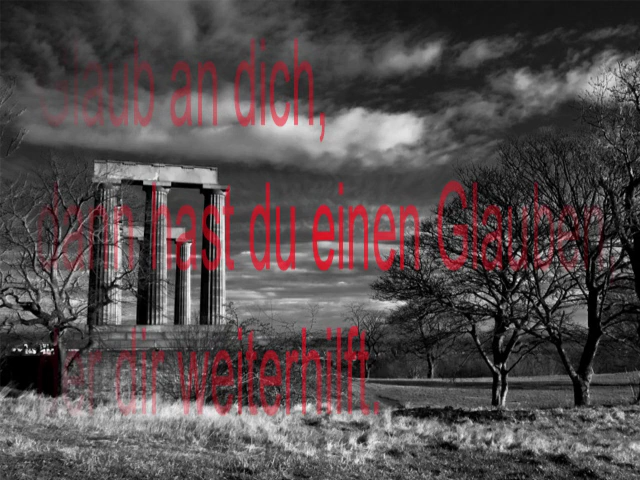 Glaub an dich,
dann hast du einen Glauben,
der dir weiterhilft.